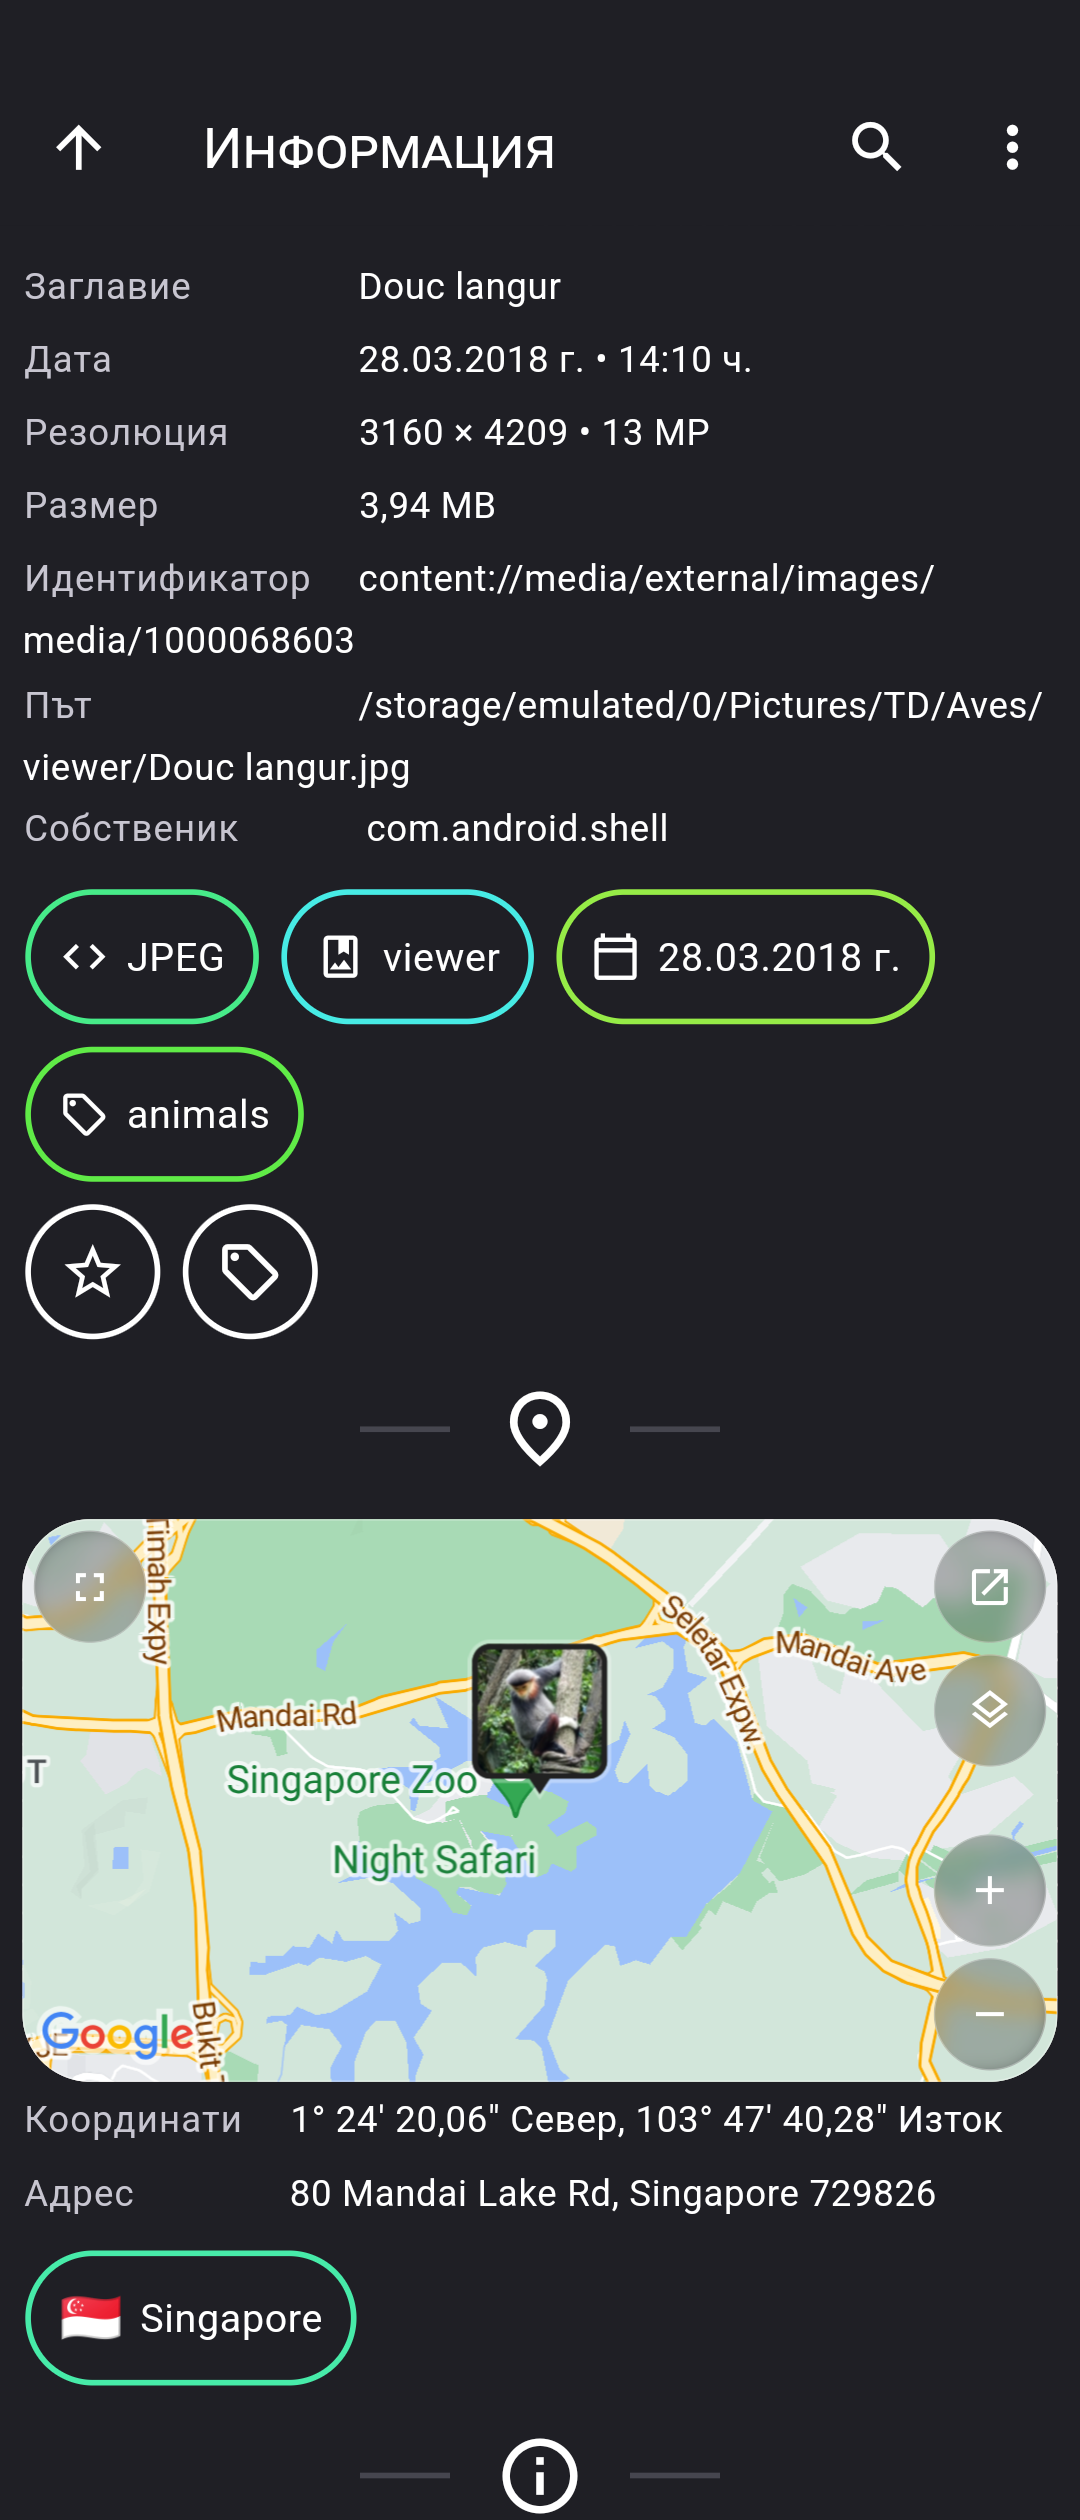 Информация
Заглавие Douc langur
Дата 28.03.2018 г. • 14:10 ч.
Резолюция 3160 × 4209 • 13 MP
Размер 3,94 MB
Идентификатор content://media/external/images/
media/1000068603
Път /storage/emulated/0/Pictures/TD/Aves/
viewer/Douc langur.jpg
Собственик com.android.shell
JPEG viewer 28.03.2018 г.
animals
Timah Expy
Seletar Expw.
Mandai Ave
Mandai Rd
T
Singapore Zoo
Night Safari
Bukit
Google
Координати 1° 24' 20,06" Север, 103° 47' 40,28" Изток
Адрес 80 Mandai Lake Rd, Singapore 729826
Singapore